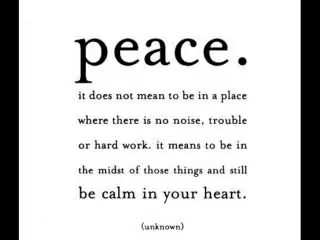 peace.
it does not mean to be in a place
where there is no noise, trouble
or hard work. it means to be in
the midst of those things and still
be calm in your heart.
(unknown)